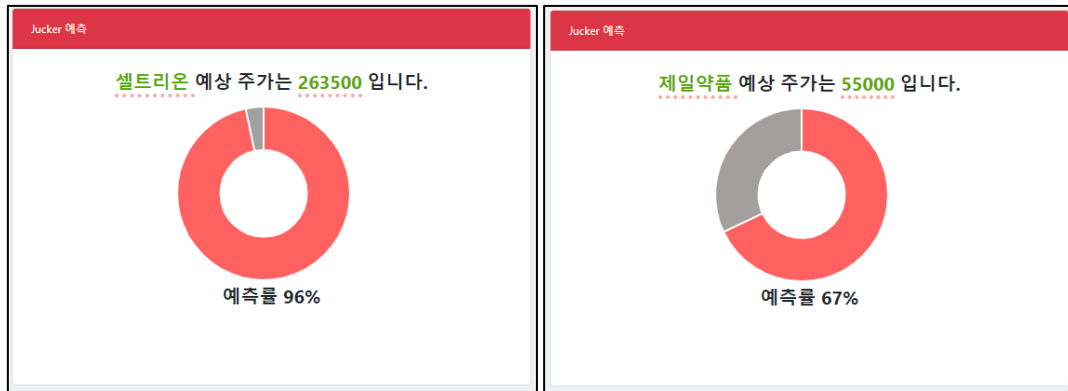 Jucker 예측
셀트리온 예상 주가는 263500 입니다.
예측률 96%
Jucker 예측
제일약품 예상 주가는 55000 입니다.
예측률 67%